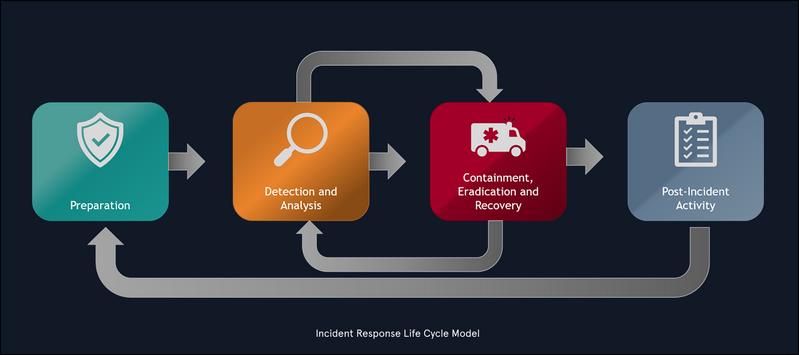 Preparation
Detection and
Analysis
Containment,
Eradication and
Recovery
Post-Incident
Activity
Incident Response Life Cycle Model